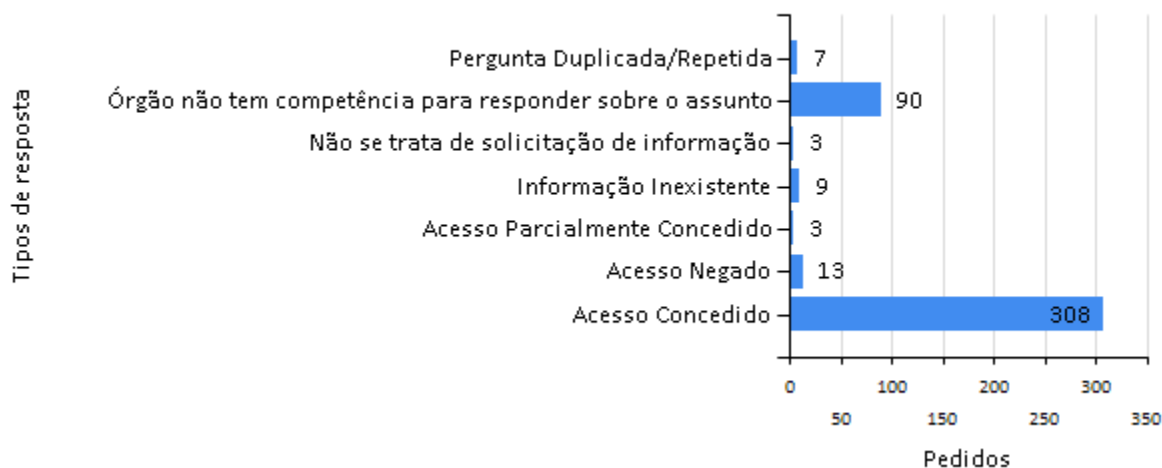 Tipos de resposta
Pergunta Duplicada/Repetida 7
Órgão não tem competência para responder sobre o assunto 90
Não se trata de solicitação de informação 3
Informação Inexistente 9
Acesso Parcialmente Concedido 3
Acesso Negado 13
Acesso Concedido 308
0 100 200 300
50 150 250 350
Pedidos